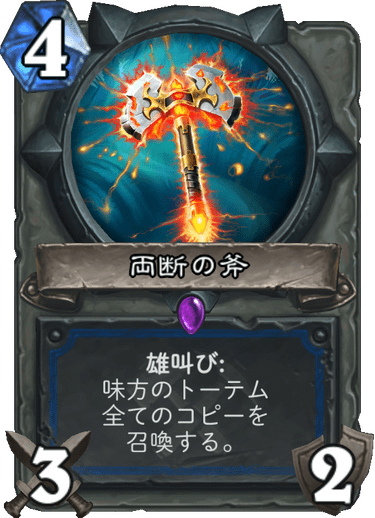 4
両断の斧
雄叫び:
味方のトーテム
全てのコピーを
召喚する。
3
2